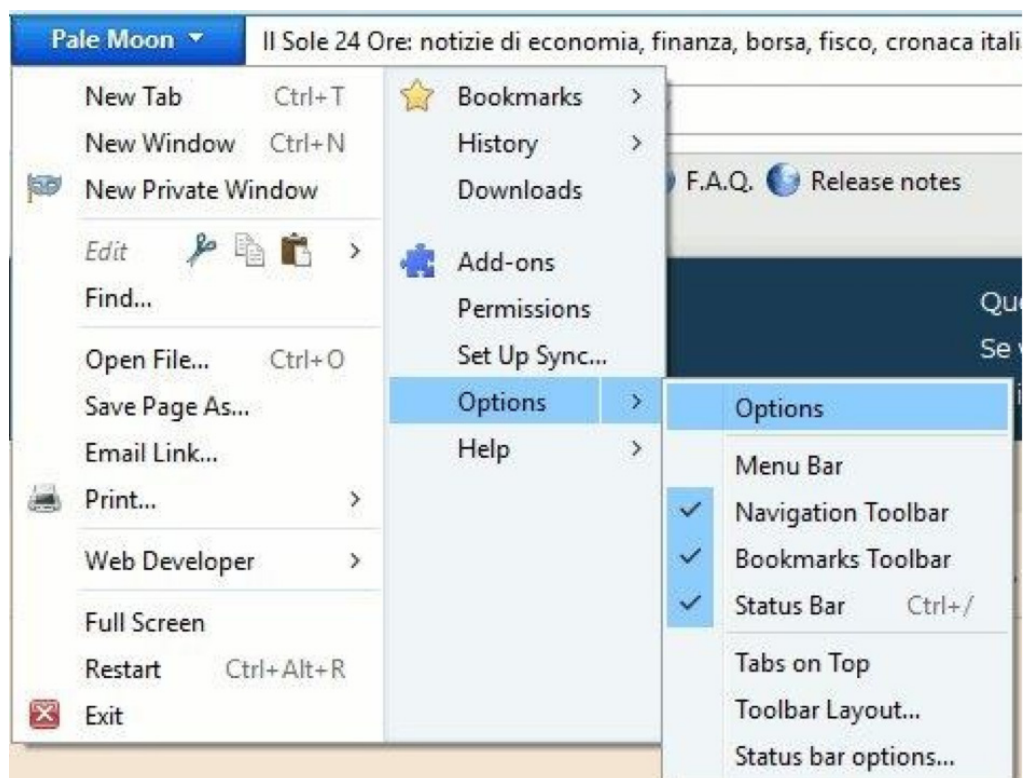 Pale Moon
Il Sole 24 Ore: notizie di economia, finanza, borsa, fisco, cronaca itali
New Tab Ctrl+T
New Window Ctrl+N
New Private Window
Edit
Find...
Open File... Ctrl+O
Save Page As...
Email Link...
Print...
Web Developer
Full Screen
Restart Ctrl+Alt+R
Exit
Bookmarks
History
Downloads
Add-ons
Permissions
Set Up Sync...
Options
Help
F.A.Q. Release notes
Que
Se v
Options
Menu Bar
Navigation Toolbar
Bookmarks Toolbar
Status Bar Ctrl+/
Tabs on Top
Toolbar Layout...
Status bar options...